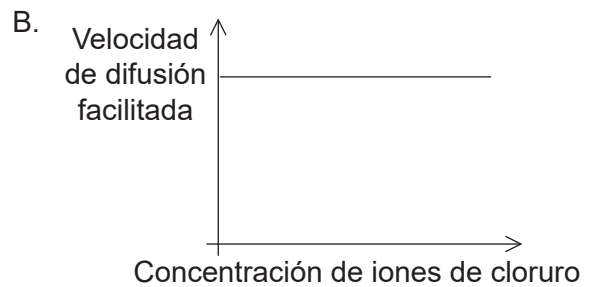 B.
Velocidad
de difusión
facilitada
Concentración de iones de cloruro